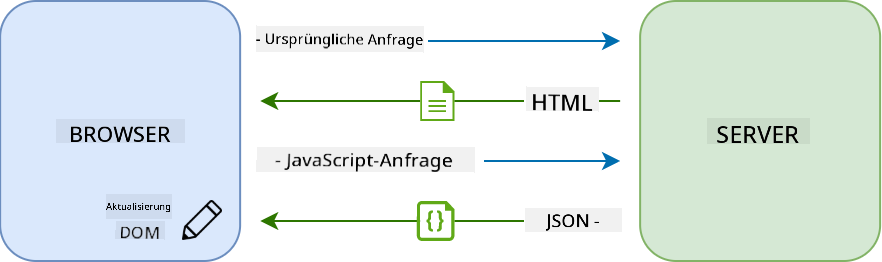 - Ursprüngliche Anfrage
HTML
BROWSER
SERVER
- JavaScript-Anfrage
Aktualisierung
DOM
JSON -